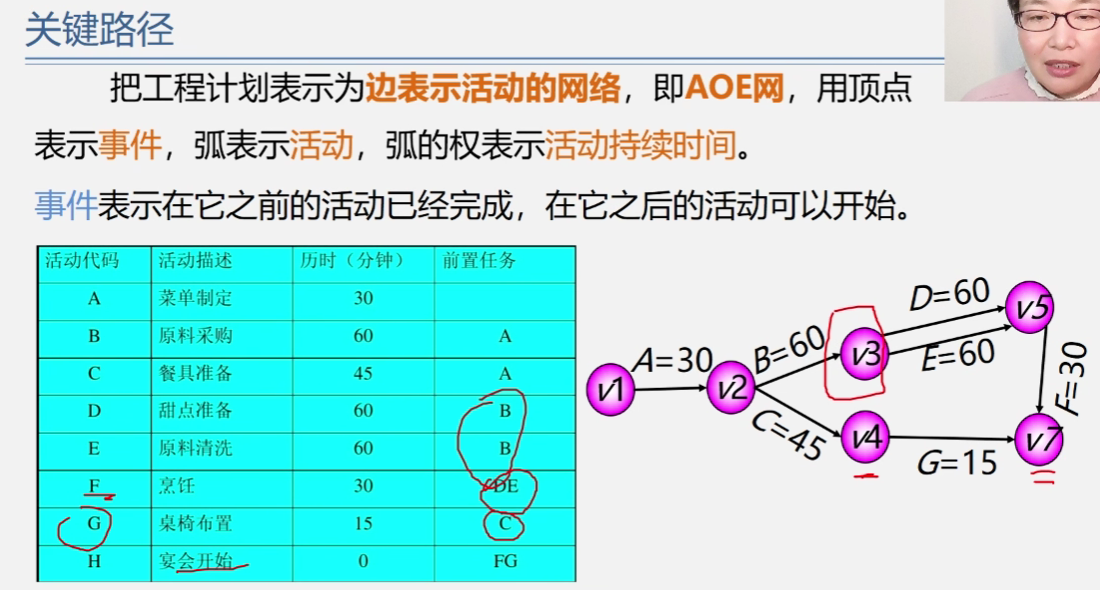 关键路径
把工程计划表示为边表示活动的网络，即AOE网，用顶点
表示事件，弧表示活动，弧的权表示活动持续时间。
事件表示在它之前的活动已经完成，在它之后的活动可以开始。
活动代码 活动描述 历时（分钟） 前置任务
A 菜单制定 30
B 原料采购 60 A
C 餐具准备 45 A
D 甜点准备 60 B
E 原料清洗 60 B
F 烹饪 30 DE
G 桌椅布置 15 C
H 宴会开始 0 FG
v1
A=30
v2
B=60
C=45
v3
v4
D=60
E=60
G=15
v5
F=30
v7